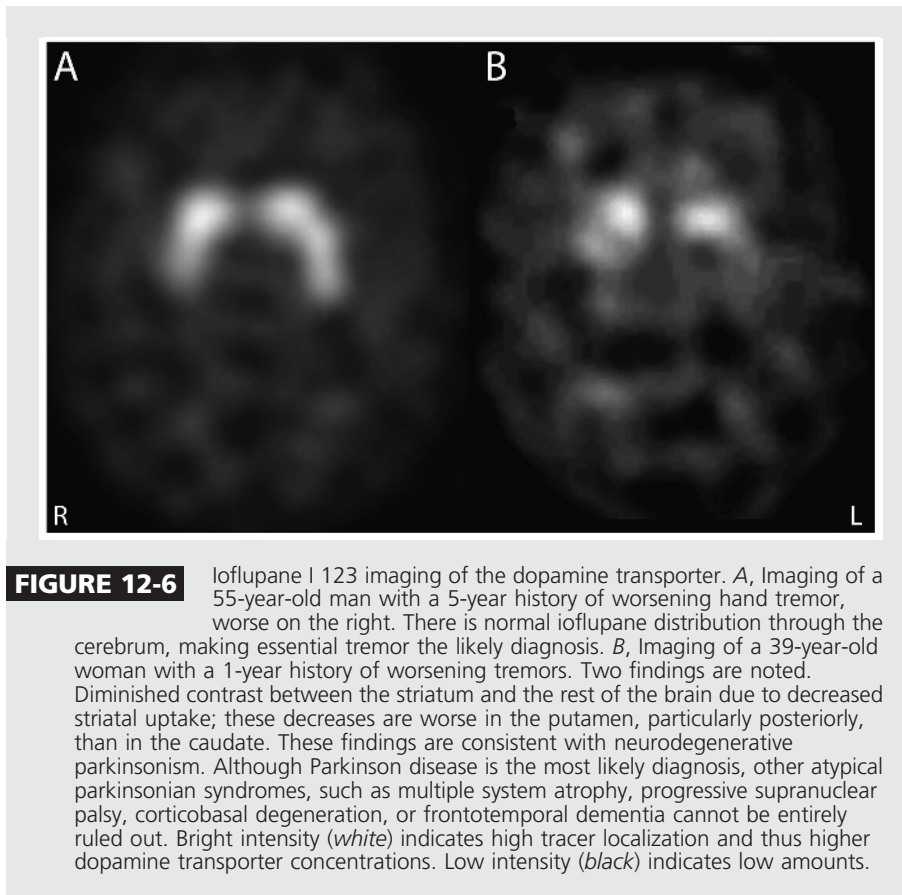 A
B
R
L
FIGURE 12-6 Ioflupane I 123 imaging of the dopamine transporter. A, Imaging of a
55-year-old man with a 5-year history of worsening hand tremor,
worse on the right. There is normal ioflupane distribution through the
cerebrum, making essential tremor the likely diagnosis. B, Imaging of a 39-year-old
woman with a 1-year history of worsening tremors. Two findings are noted.
Diminished contrast between the striatum and the rest of the brain due to decreased
striatal uptake; these decreases are worse in the putamen, particularly posteriorly,
than in the caudate. These findings are consistent with neurodegenerative
parkinsonism. Although Parkinson disease is the most likely diagnosis, other atypical
parkinsonian syndromes, such as multiple system atrophy, progressive supranuclear
palsy, corticobasal degeneration, or frontotemporal dementia cannot be entirely
ruled out. Bright intensity (white) indicates high tracer localization and thus higher
dopamine transporter concentrations. Low intensity (black) indicates low amounts.